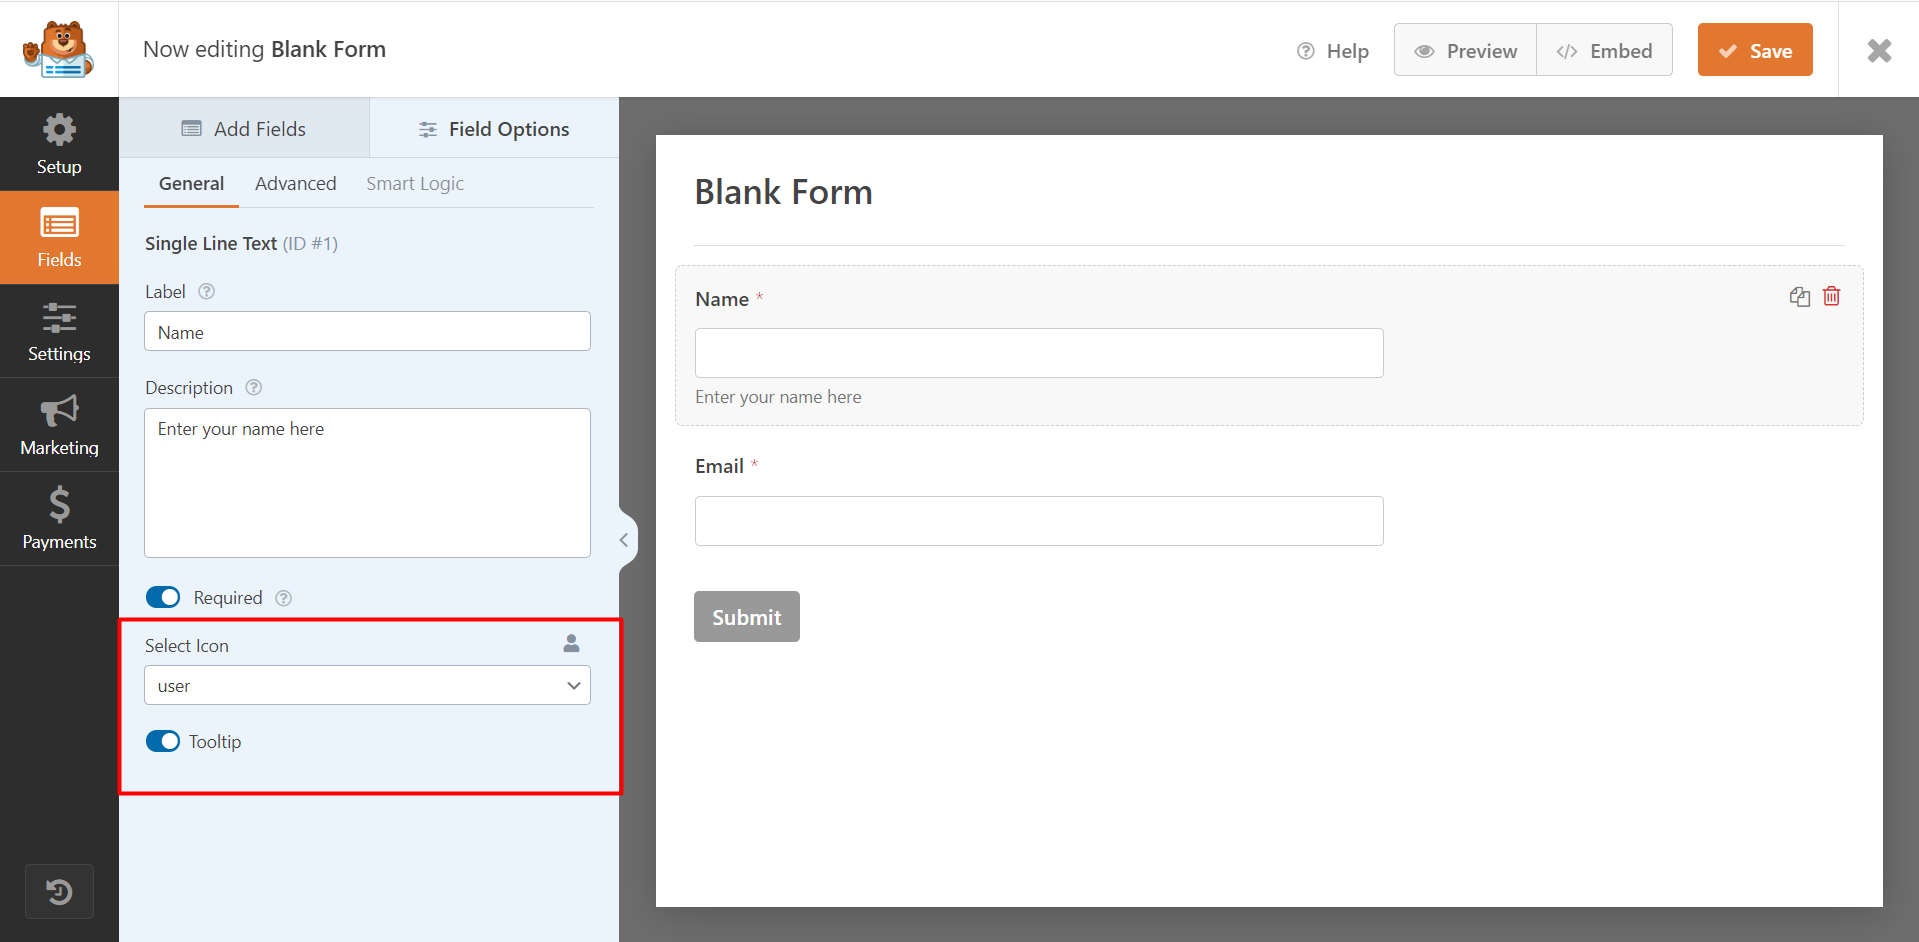 Now editing Blank Form
Help
Preview
</> Embed
Save
Setup
Fields
Settings
Marketing
Payments
Add Fields
Field Options
General Advanced Smart Logic
Single Line Text (ID #1)
Label ?
Name
Description ?
Enter your name here
Required ?
Select Icon
user
Tooltip
Blank Form
Name *
Enter your name here
Email *
Submit